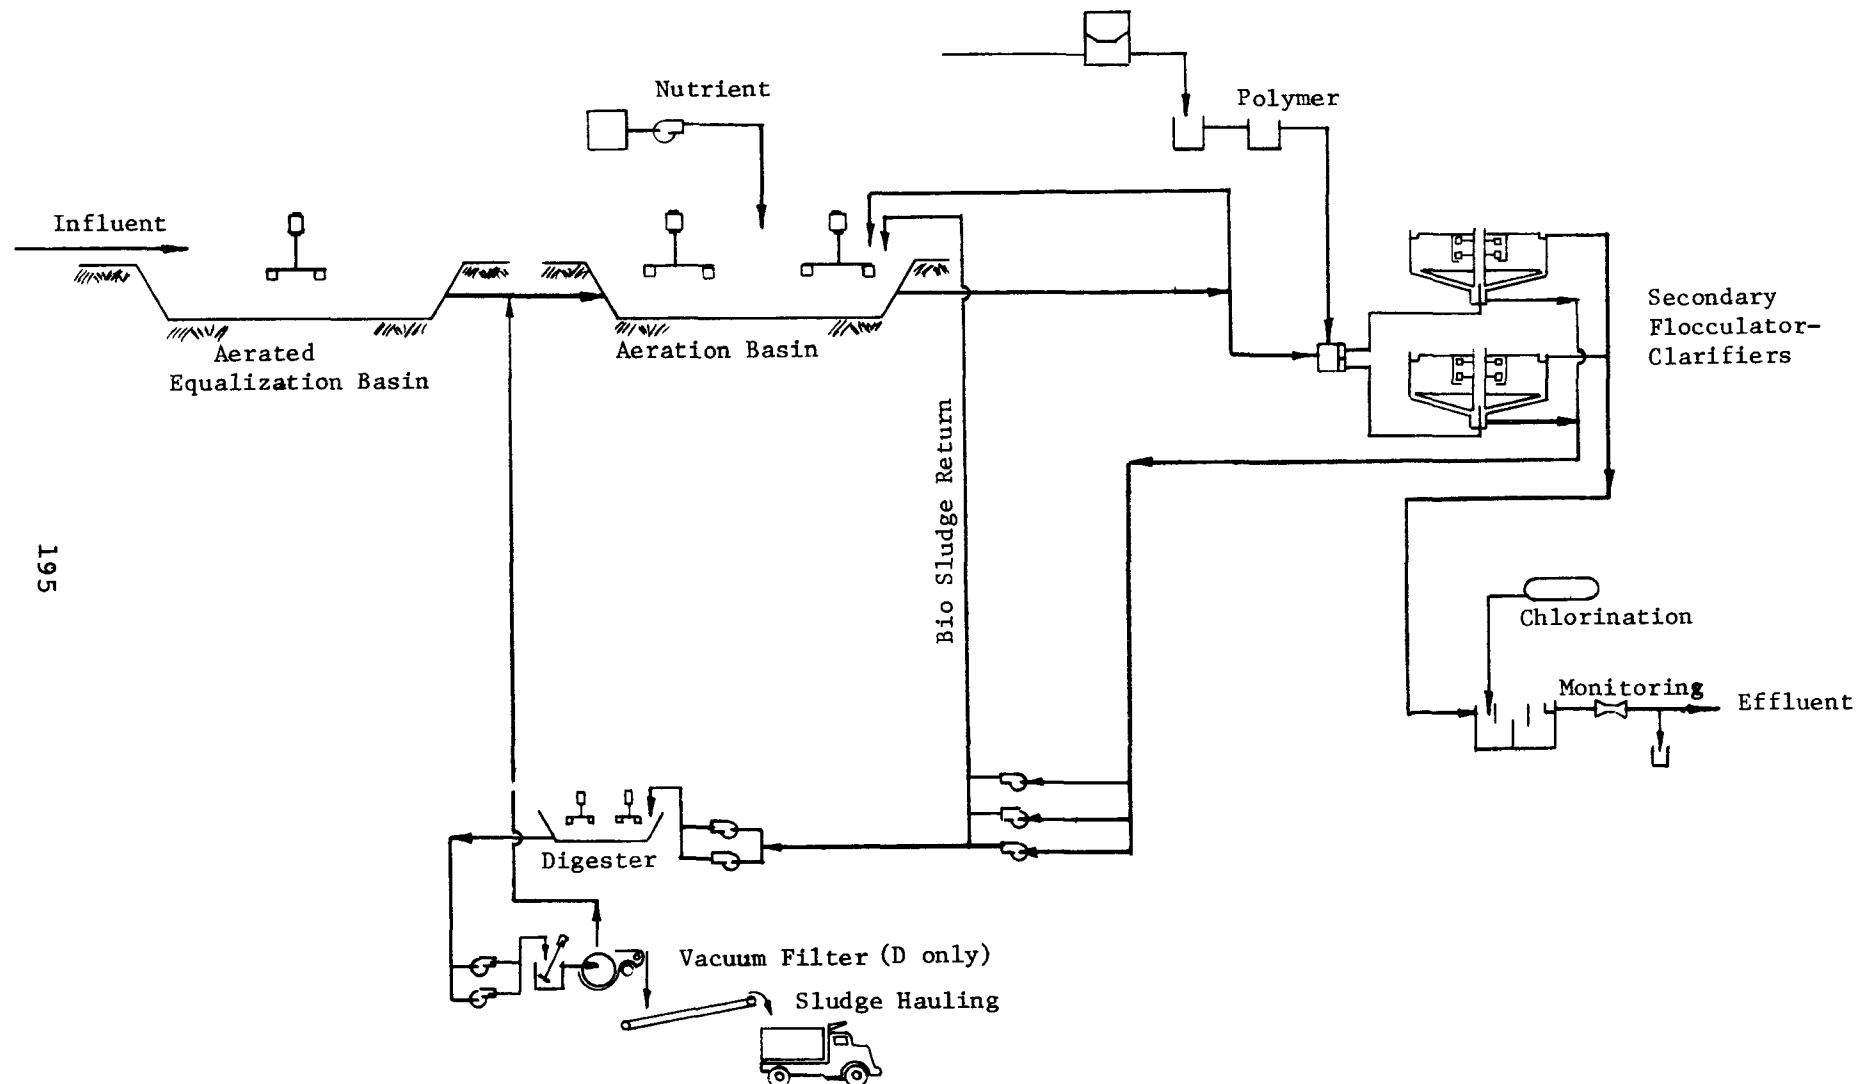 Nutrient
Polymer
Influent
Aerated
Equalization Basin
Aeration Basin
Secondary
Flocculator-
Clarifiers
Bio Sludge Return
195
Chlorination
Monitoring
Effluent
Digester
Vacuum Filter (D only)
Sludge Hauling